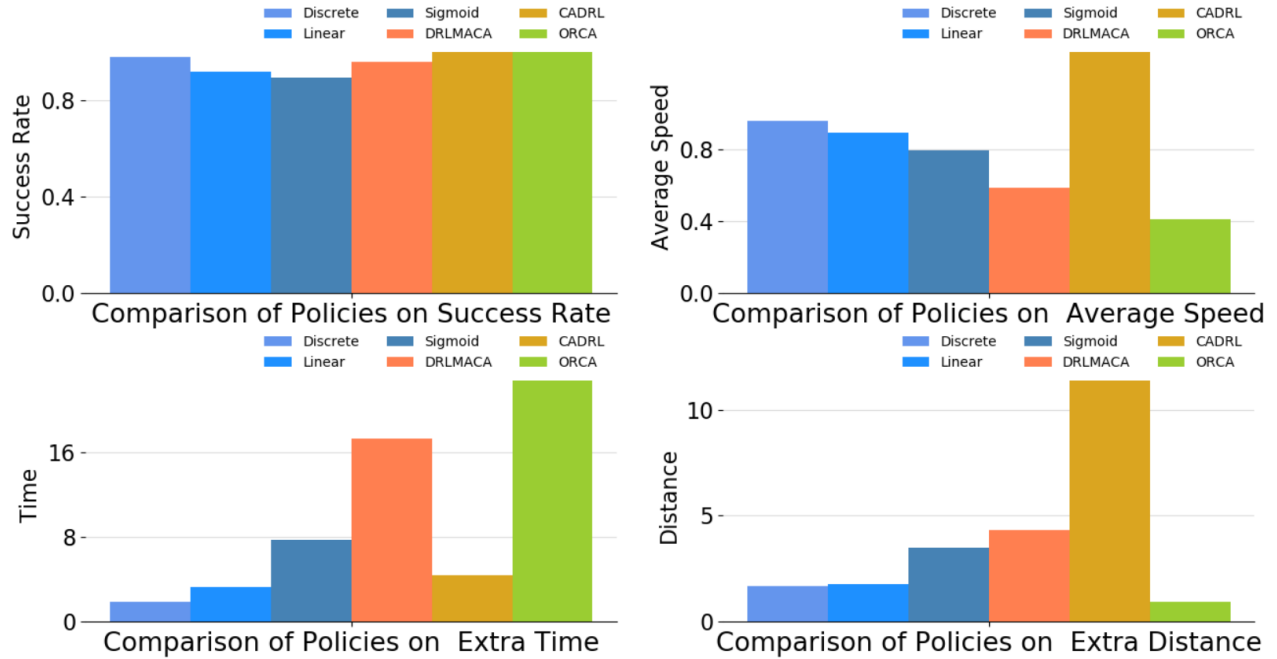 Discrete Sigmoid CADRL
Linear DRLMACA ORCA
Success Rate
0.8
0.4
0.0
Comparison of Policies on Success Rate
Discrete Sigmoid CADRL
Linear DRLMACA ORCA
Average Speed
0.8
0.4
0.0
Comparison of Policies on Average Speed
Discrete Sigmoid CADRL
Linear DRLMACA ORCA
Time
16
8
0
Comparison of Policies on Extra Time
Discrete Sigmoid CADRL
Linear DRLMACA ORCA
Distance
10
5
0
Comparison of Policies on Extra Distance